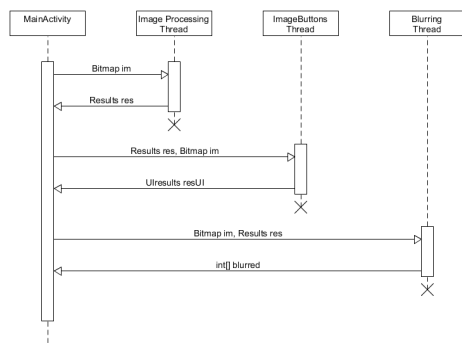 MainActivity
Image Processing
Thread
ImageButtons
Thread
Blurring
Thread
Bitmap im
Results res
Results res, Bitmap im
UIresults resUI
Bitmap im, Results res
int[] blurred